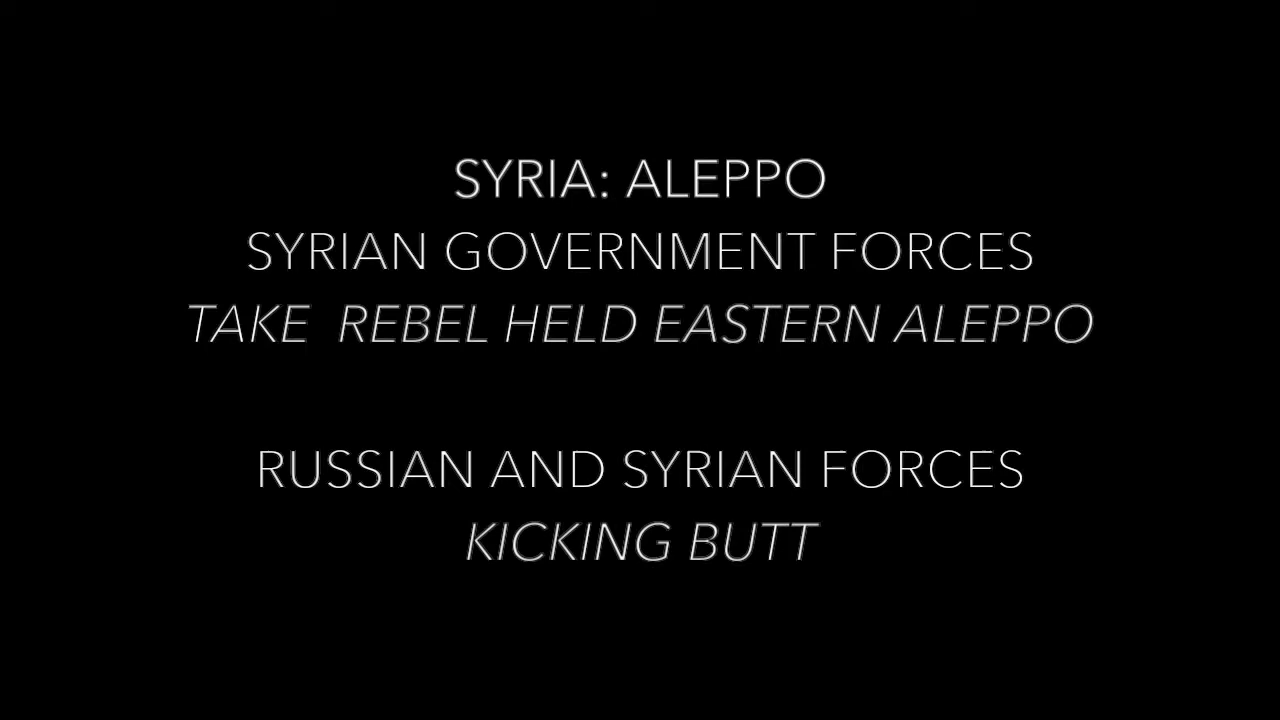 SYRIA: ALEPPO
SYRIAN GOVERNMENT FORCES
TAKE  REBEL HELD EASTERN ALEPPO
RUSSIAN AND SYRIAN FORCES
KICKING BUTT